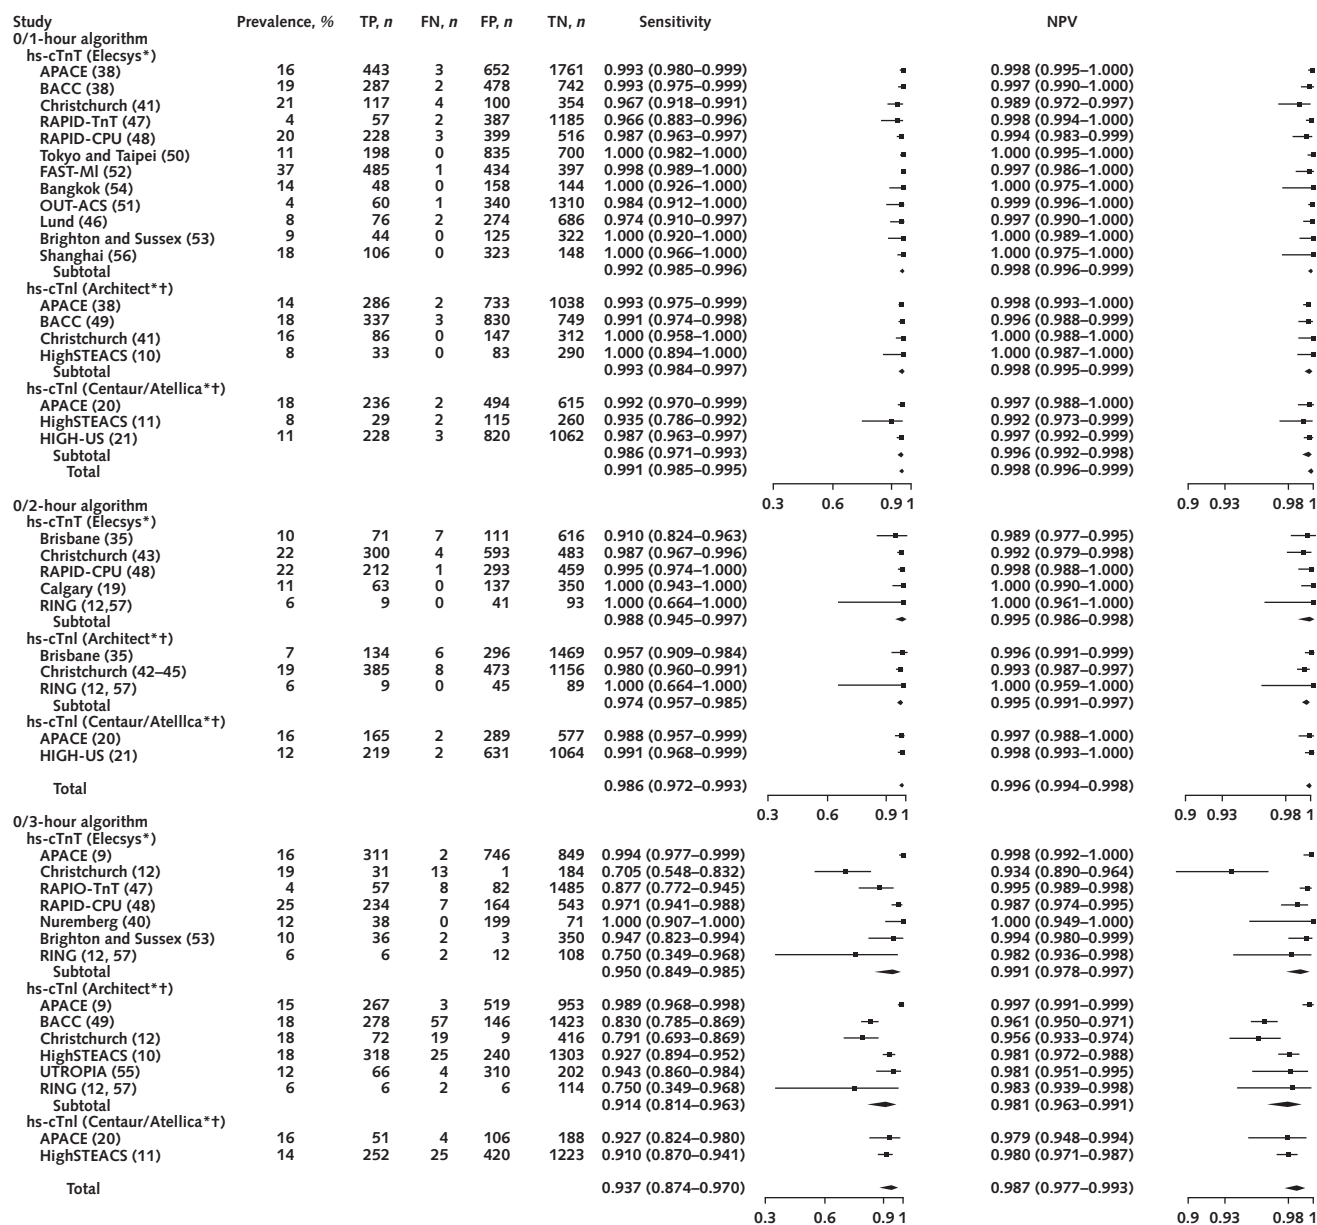 Study Prevalence, % TP, n FN, n FP, n TN, n Sensitivity NPV
0/1-hour algorithm
hs-cTnT (Elecsys*)
APACE (38) 16 443 3 652 1761 0.993 (0.980–0.999) 0.998 (0.995–1.000)
BACC (38) 19 287 2 478 742 0.993 (0.975–0.999) 0.997 (0.990–1.000)
Christchurch (41) 21 117 4 100 354 0.967 (0.918–0.991) 0.989 (0.972–0.997)
RAPID-TnT (47) 4 57 2 387 1185 0.966 (0.883–0.996) 0.998 (0.994–1.000)
RAPID-CPU (48) 20 228 3 399 516 0.987 (0.963–0.997) 0.994 (0.983–0.999)
Tokyo and Taipei (50) 11 198 0 835 700 1.000 (0.982–1.000) 1.000 (0.995–1.000)
FAST-MI (52) 37 485 1 434 397 0.998 (0.989–1.000) 0.997 (0.986–1.000)
Bangkok (54) 14 48 0 158 144 1.000 (0.926–1.000) 1.000 (0.975–1.000)
OUT-ACS (51) 4 60 1 340 1310 0.984 (0.912–1.000) 0.999 (0.996–1.000)
Lund (46) 8 76 2 274 686 0.974 (0.910–0.997) 0.997 (0.990–1.000)
Brighton and Sussex (53) 9 44 0 125 322 1.000 (0.920–1.000) 1.000 (0.989–1.000)
Shanghai (56) 18 106 0 323 148 1.000 (0.966–1.000) 1.000 (0.975–1.000)
Subtotal 0.992 (0.985–0.996) 0.998 (0.996–0.999)
hs-cTnI (Architect*†)
APACE (38) 14 286 2 733 1038 0.993 (0.975–0.999) 0.998 (0.993–1.000)
BACC (49) 18 337 3 830 749 0.991 (0.974–0.998) 0.996 (0.988–0.999)
Christchurch (41) 16 86 0 147 312 1.000 (0.958–1.000) 1.000 (0.988–1.000)
HighSTEACS (10) 8 33 0 83 290 1.000 (0.894–1.000) 1.000 (0.987–1.000)
Subtotal 0.993 (0.984–0.997) 0.998 (0.995–0.999)
hs-cTnI (Centaur/Atellica*†)
APACE (20) 18 236 2 494 615 0.992 (0.970–0.999) 0.997 (0.988–1.000)
HighSTEACS (11) 8 29 2 115 260 0.935 (0.786–0.992) 0.992 (0.973–0.999)
HIGH-US (21) 11 228 3 820 1062 0.987 (0.963–0.997) 0.997 (0.992–0.999)
Subtotal 0.986 (0.971–0.993) 0.996 (0.992–0.998)
Total 0.991 (0.985–0.995) 0.998 (0.996–0.999)
0.3 0.6 0.9 1 0.9 0.93 0.98 1
0/2-hour algorithm
hs-cTnT (Elecsys*)
Brisbane (35) 10 71 7 111 616 0.910 (0.824–0.963) 0.989 (0.977–0.995)
Christchurch (43) 22 300 4 593 483 0.987 (0.967–0.996) 0.992 (0.979–0.998)
RAPID-CPU (48) 22 212 1 293 459 0.995 (0.974–1.000) 0.998 (0.988–1.000)
Calgary (19) 11 63 0 137 350 1.000 (0.943–1.000) 1.000 (0.990–1.000)
RING (12,57) 6 9 0 41 93 1.000 (0.664–1.000) 1.000 (0.961–1.000)
Subtotal 0.988 (0.945–0.997) 0.995 (0.986–0.998)
hs-cTnI (Architect*†)
Brisbane (35) 7 134 6 296 1469 0.957 (0.909–0.984) 0.996 (0.991–0.999)
Christchurch (42–45) 19 385 8 473 1156 0.980 (0.960–0.991) 0.993 (0.987–0.997)
RING (12, 57) 6 9 0 45 89 1.000 (0.664–1.000) 1.000 (0.959–1.000)
Subtotal 0.974 (0.957–0.985) 0.995 (0.991–0.997)
hs-cTnI (Centaur/Atelllca*†)
APACE (20) 16 165 2 289 577 0.988 (0.957–0.999) 0.997 (0.988–1.000)
HIGH-US (21) 12 219 2 631 1064 0.991 (0.968–0.999) 0.998 (0.993–1.000)
Total 0.986 (0.972–0.993) 0.996 (0.994–0.998)
0.3 0.6 0.9 1 0.9 0.93 0.98 1
0/3-hour algorithm
hs-cTnT (Elecsys*)
APACE (9) 16 311 2 746 849 0.994 (0.977–0.999) 0.998 (0.992–1.000)
Christchurch (12) 19 31 13 1 184 0.705 (0.548–0.832) 0.934 (0.890–0.964)
RAPIO-TnT (47) 4 57 8 82 1485 0.877 (0.772–0.945) 0.995 (0.989–0.998)
RAPID-CPU (48) 25 234 7 164 543 0.971 (0.941–0.988) 0.987 (0.974–0.995)
Nuremberg (40) 12 38 0 199 71 1.000 (0.907–1.000) 1.000 (0.949–1.000)
Brighton and Sussex (53) 10 36 2 3 350 0.947 (0.823–0.994) 0.994 (0.980–0.999)
RING (12, 57) 6 6 2 12 108 0.750 (0.349–0.968) 0.982 (0.936–0.998)
Subtotal 0.950 (0.849–0.985) 0.991 (0.978–0.997)
hs-cTnI (Architect*†)
APACE (9) 15 267 3 519 953 0.989 (0.968–0.998) 0.997 (0.991–0.999)
BACC (49) 18 278 57 146 1423 0.830 (0.785–0.869) 0.961 (0.950–0.971)
Christchurch (12) 18 72 19 9 416 0.791 (0.693–0.869) 0.956 (0.933–0.974)
HighSTEACS (10) 18 318 25 240 1303 0.927 (0.894–0.952) 0.981 (0.972–0.988)
UTROPIA (55) 12 66 4 310 202 0.943 (0.860–0.984) 0.981 (0.951–0.995)
RING (12, 57) 6 6 2 6 114 0.750 (0.349–0.968) 0.983 (0.939–0.998)
Subtotal 0.914 (0.814–0.963) 0.981 (0.963–0.991)
hs-cTnI (Centaur/Atellica*†)
APACE (20) 16 51 4 106 188 0.927 (0.824–0.980) 0.979 (0.948–0.994)
HighSTEACS (11) 14 252 25 420 1223 0.910 (0.870–0.941) 0.980 (0.971–0.987)
Total 0.937 (0.874–0.970) 0.987 (0.977–0.993)
0.3 0.6 0.9 1 0.9 0.93 0.98 1